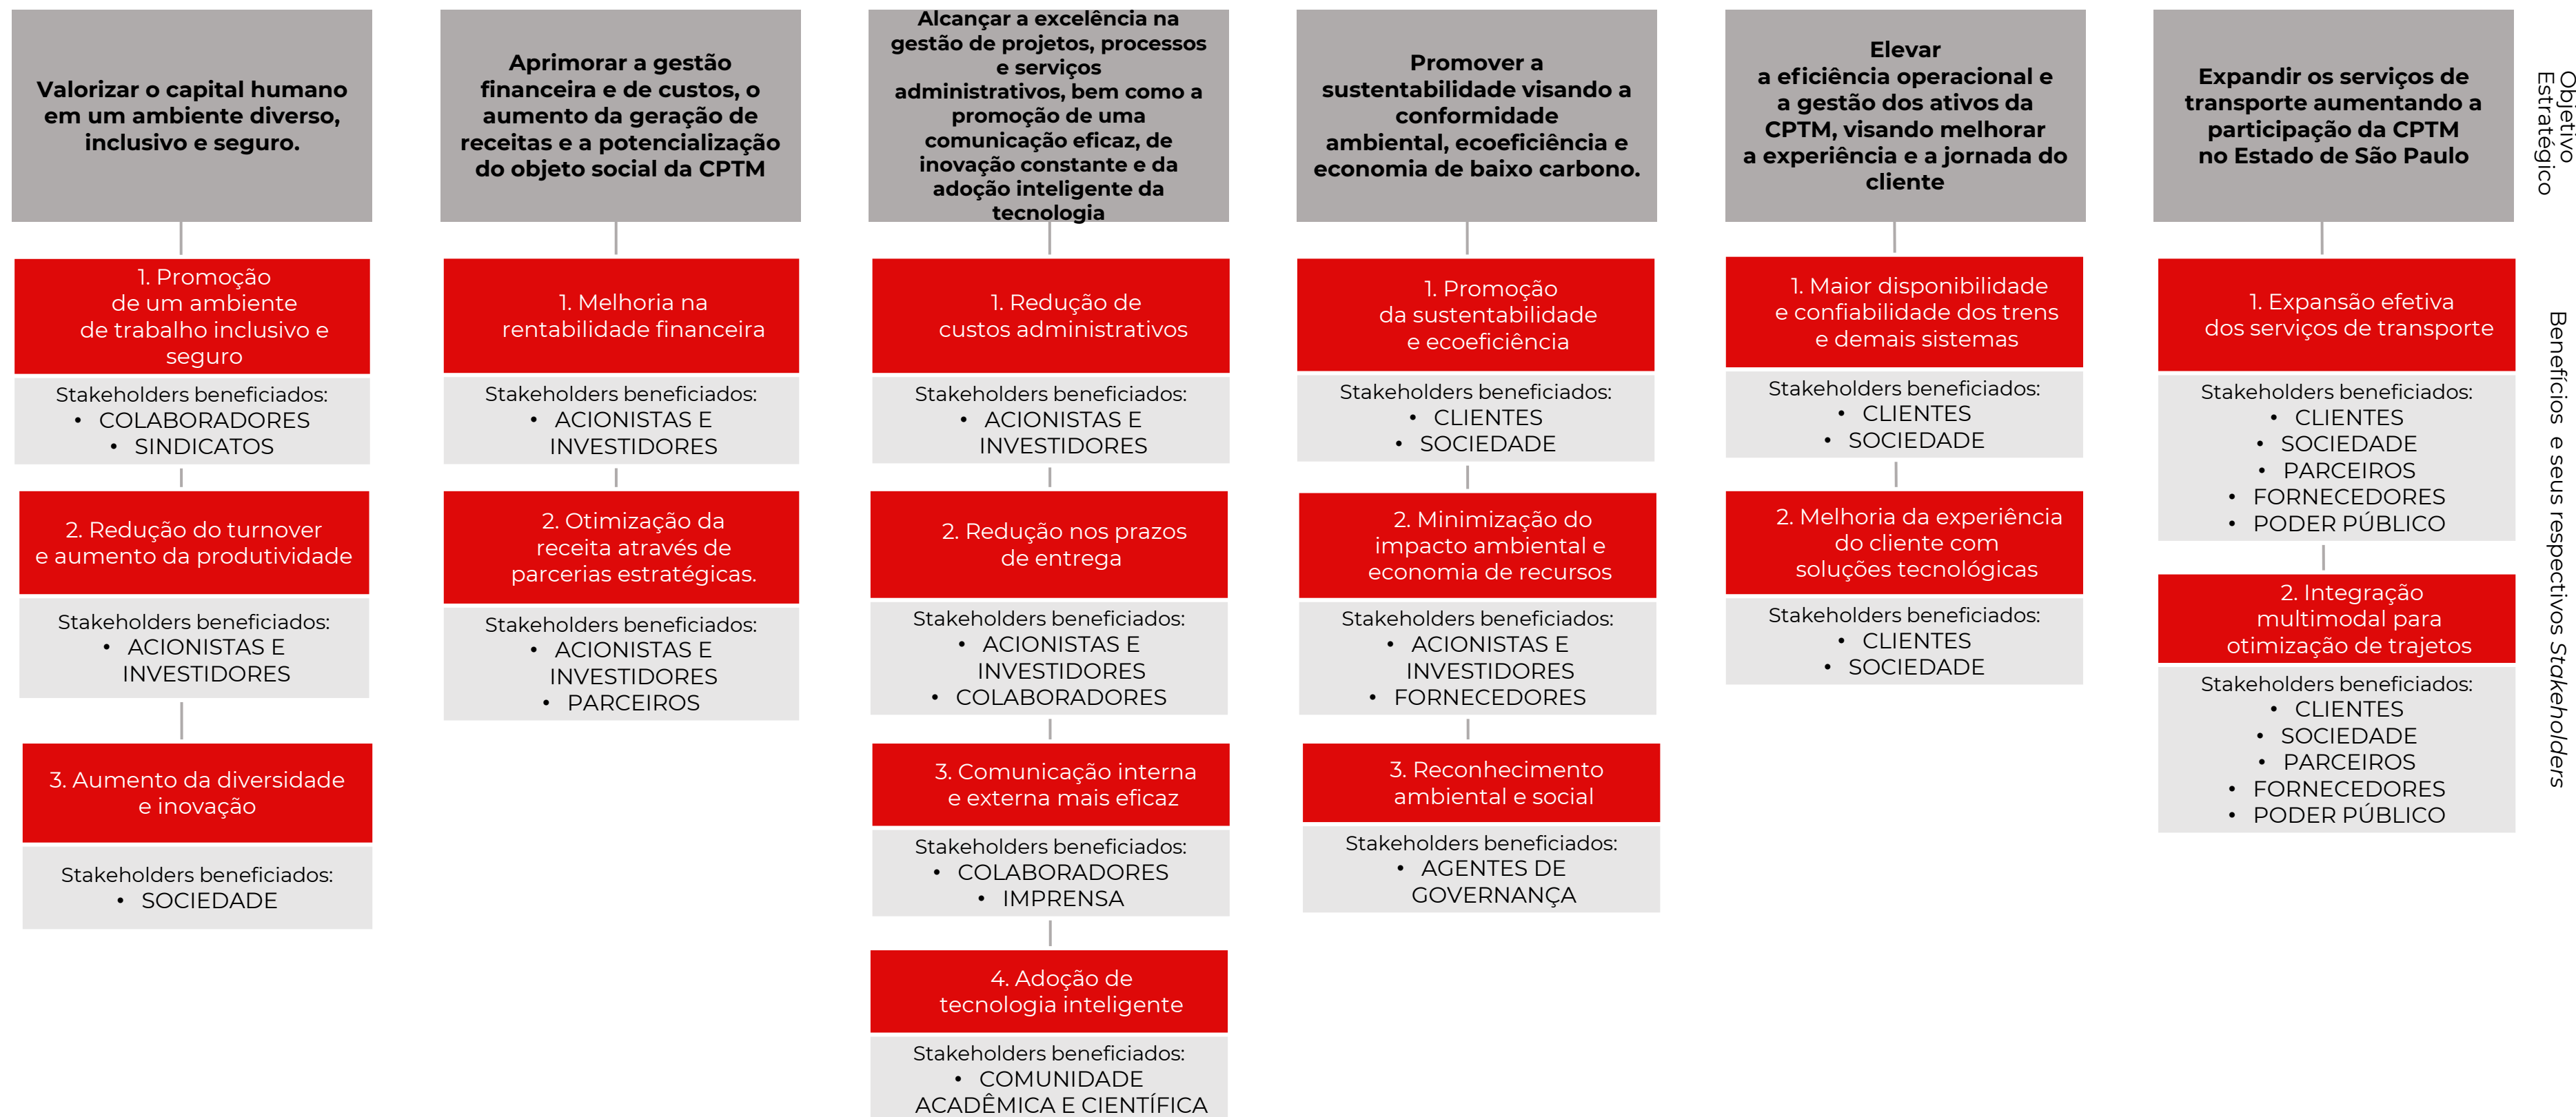 Valorizar o capital humano
em um ambiente diverso,
inclusivo e seguro.
1. Promoção
de um ambiente
de trabalho inclusivo e
seguro
Stakeholders beneficiados:
• COLABORADORES
• SINDICATOS
2. Redução do turnover
e aumento da produtividade
Stakeholders beneficiados:
• ACIONISTAS E
INVESTIDORES
3. Aumento da diversidade
e inovação
Stakeholders beneficiados:
• SOCIEDADE
Aprimorar a gestão
financeira e de custos, o
aumento da geração de
receitas e a potencialização
do objeto social da CPTM
1. Melhoria na
rentabilidade financeira
Stakeholders beneficiados:
• ACIONISTAS E
INVESTIDORES
2. Otimização da
receita através de
parcerias estratégicas.
Stakeholders beneficiados:
• ACIONISTAS E
INVESTIDORES
• PARCEIROS
Alcançar a excelência na
gestão de projetos, processos
e serviços
administrativos, bem como a
promoção de uma
comunicação eficaz, de
inovação constante e da
adoção inteligente da
tecnologia
1. Redução de
custos administrativos
Stakeholders beneficiados:
• ACIONISTAS E
INVESTIDORES
2. Redução nos prazos
de entrega
Stakeholders beneficiados:
• ACIONISTAS E
INVESTIDORES
• COLABORADORES
3. Comunicação interna
e externa mais eficaz
Stakeholders beneficiados:
• COLABORADORES
• IMPRENSA
4. Adoção de
tecnologia inteligente
Stakeholders beneficiados:
• COMUNIDADE
ACADÊMICA E CIENTÍFICA
Promover a
sustentabilidade visando a
conformidade
ambiental, ecoeficiência e
economia de baixo carbono.
1. Promoção
da sustentabilidade
e ecoeficiência
Stakeholders beneficiados:
• CLIENTES
• SOCIEDADE
2. Minimização do
impacto ambiental e
economia de recursos
Stakeholders beneficiados:
• ACIONISTAS E
INVESTIDORES
• FORNECEDORES
3. Reconhecimento
ambiental e social
Stakeholders beneficiados:
• AGENTES DE
GOVERNANÇA
Elevar
a eficiência operacional e
a gestão dos ativos da
CPTM, visando melhorar
a experiência e a jornada do
cliente
1. Maior disponibilidade
e confiabilidade dos trens
e demais sistemas
Stakeholders beneficiados:
• CLIENTES
• SOCIEDADE
2. Melhoria da experiência
do cliente com
soluções tecnológicas
Stakeholders beneficiados:
• CLIENTES
• SOCIEDADE
Expandir os serviços de
transporte aumentando a
participação da CPTM
no Estado de São Paulo
1. Expansão efetiva
dos serviços de transporte
Stakeholders beneficiados:
• CLIENTES
• SOCIEDADE
• PARCEIROS
• FORNECEDORES
• PODER PÚBLICO
2. Integração
multimodal para
otimização de trajetos
Stakeholders beneficiados:
• CLIENTES
• SOCIEDADE
• PARCEIROS
• FORNECEDORES
• PODER PÚBLICO
Objetivo
Estratégico
Benefícios e seus respectivos Stakeholders